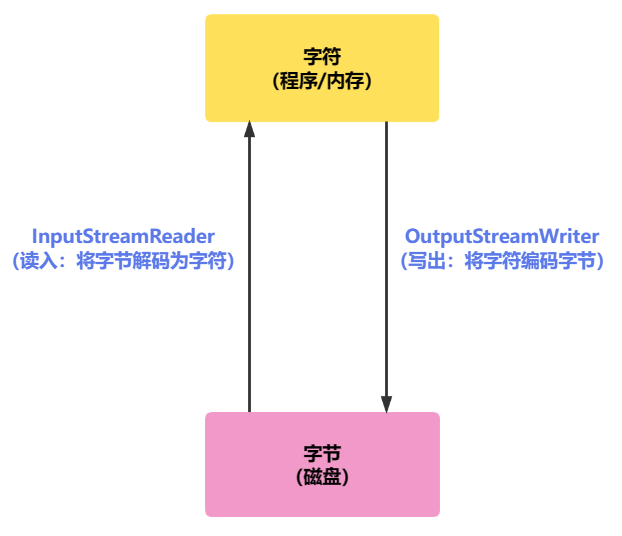 字符
（程序/内存）
InputStreamReader
（读入：将字节解码为字符）
OutputStreamWriter
（写出：将字符编码字节）
字节
（磁盘）